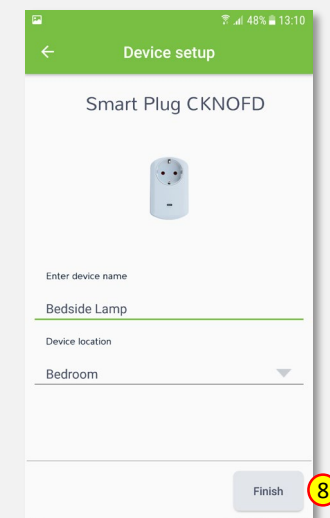 48% 13:10
Device setup
Smart Plug CKNOFD
Enter device name
Bedside Lamp
Device location
Bedroom
Finish
8